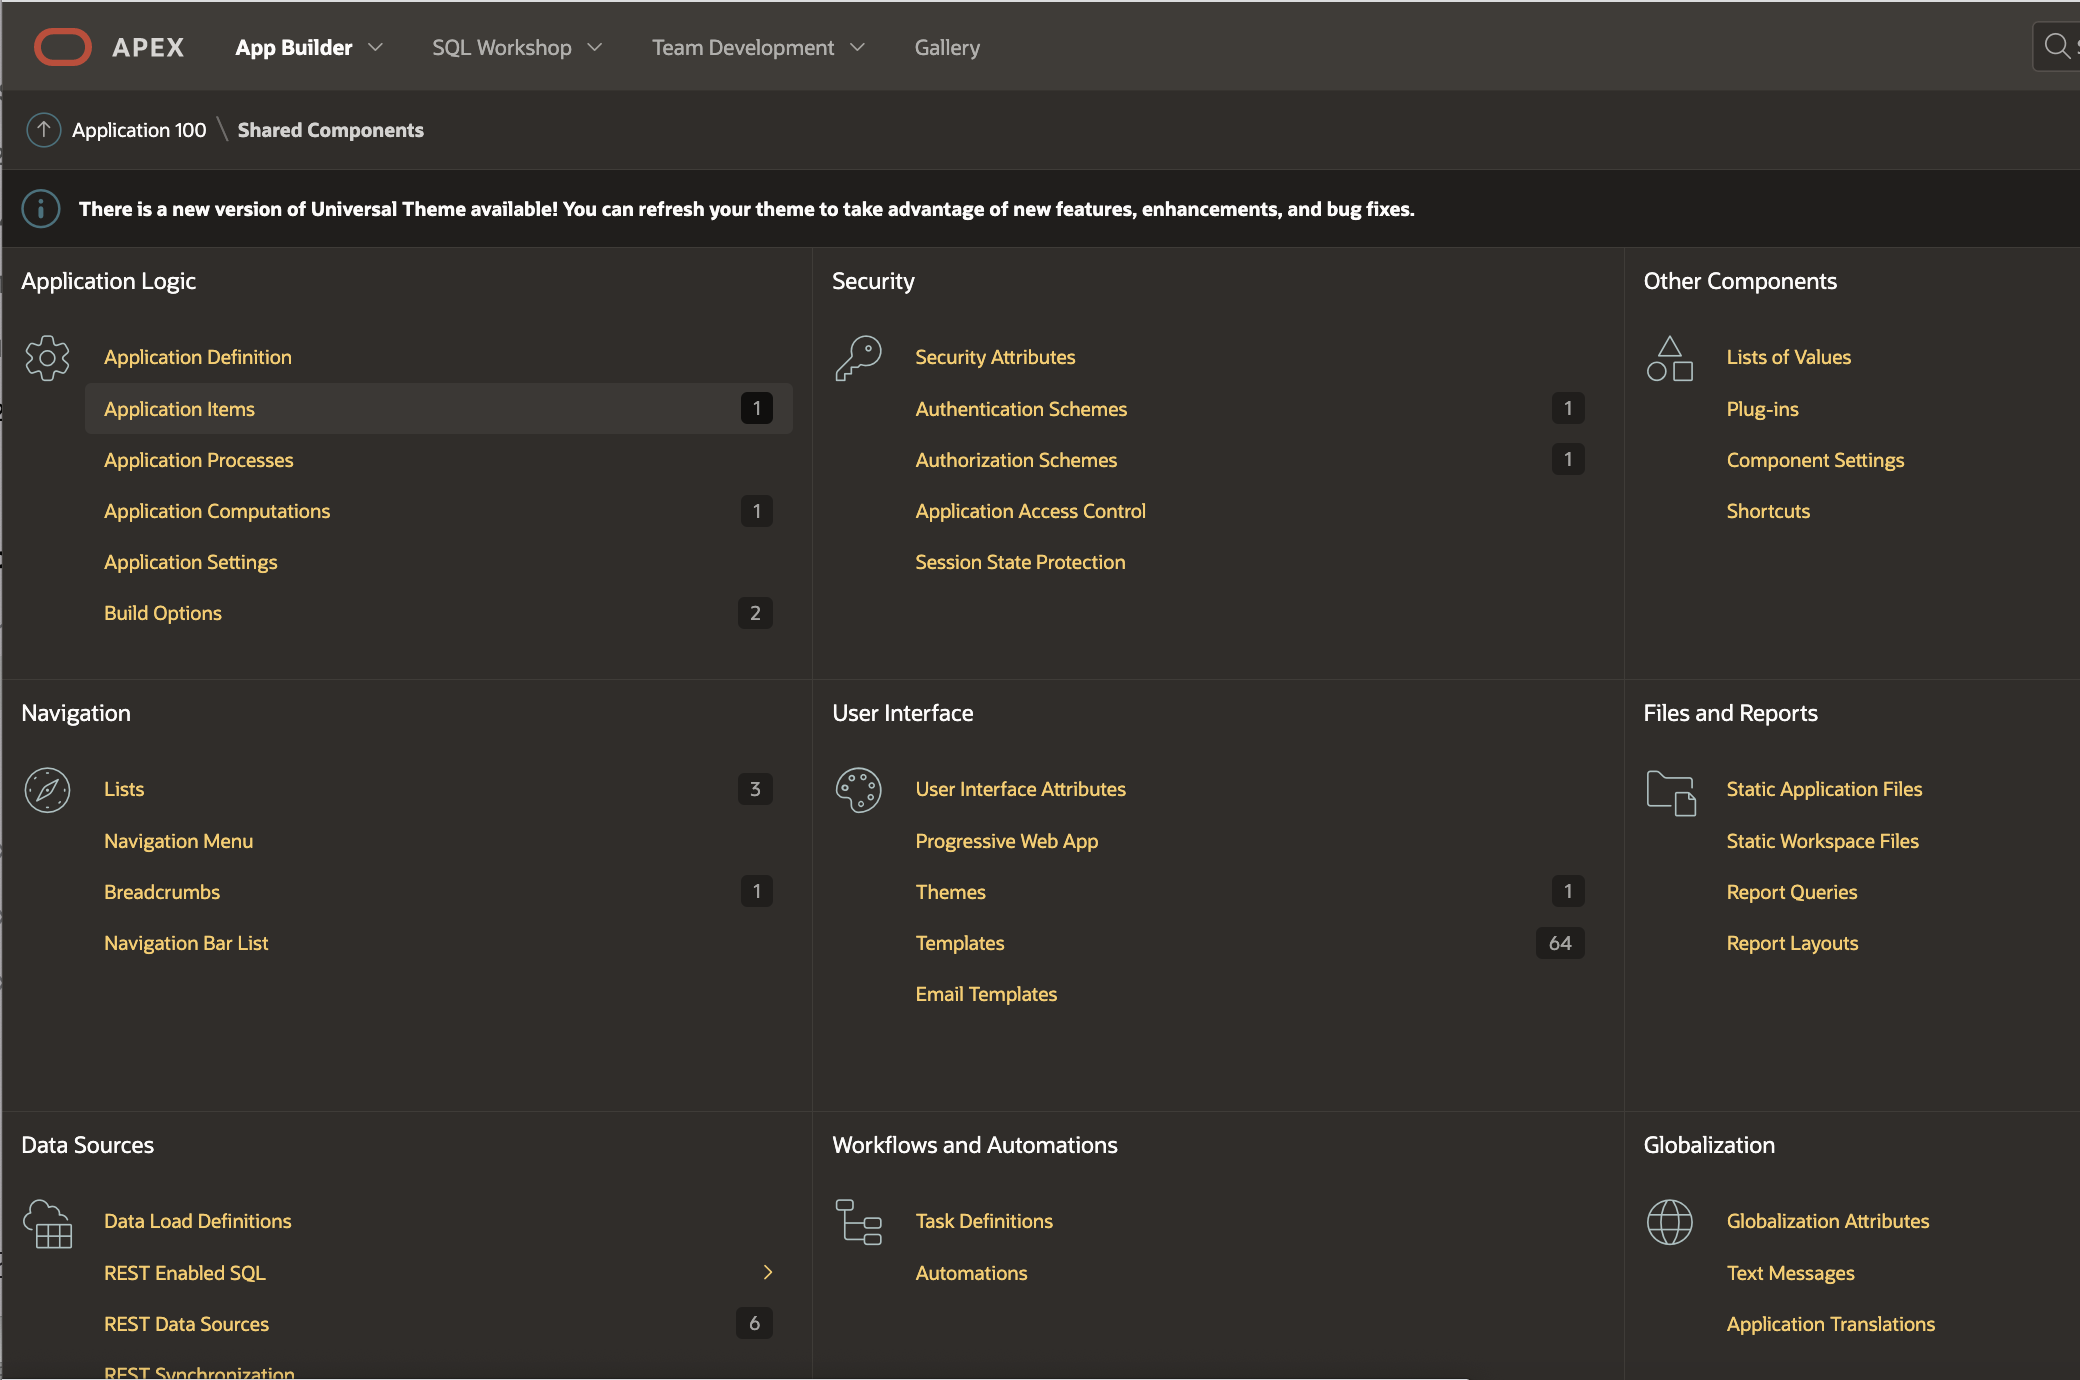 APEX App Builder SQL Workshop Team Development Gallery
Application 100 \ Shared Components
There is a new version of Universal Theme available! You can refresh your theme to take advantage of new features, enhancements, and bug fixes.
Application Logic
Application Definition
Application Items 1
Application Processes
Application Computations 1
Application Settings
Build Options 2
Security
Security Attributes
Authentication Schemes 1
Authorization Schemes 1
Application Access Control
Session State Protection
Other Components
Lists of Values
Plug-ins
Component Settings
Shortcuts
Navigation
Lists 3
Navigation Menu
Breadcrumbs 1
Navigation Bar List
User Interface
User Interface Attributes
Progressive Web App
Themes 1
Templates 64
Email Templates
Files and Reports
Static Application Files
Static Workspace Files
Report Queries
Report Layouts
Data Sources
Data Load Definitions
REST Enabled SQL
REST Data Sources 6
REST Synchronization
Workflows and Automations
Task Definitions
Automations
Globalization
Globalization Attributes
Text Messages
Application Translations